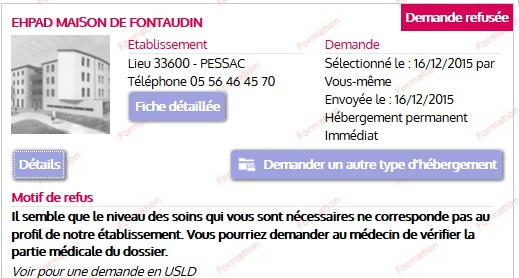 EHPAD MAISON DE FONTAUDIN
Demande refusée
Etablissement
Lieu 33600 - PESSAC
Téléphone 05 56 46 45 70
Fiche détaillée
Demande
Sélectionné le : 16/12/2015 par
Vous-même
Envoyée le : 16/12/2015
Hébergement permanent
Immédiat
Détails
Demander un autre type d'hébergement
Motif de refus
Il semble que le niveau des soins qui vous sont nécessaires ne corresponde pas au
profil de notre établissement. Vous pourriez demander au médecin de vérifier la
partie médicale du dossier.
Voir pour une demande en USLD
Formation